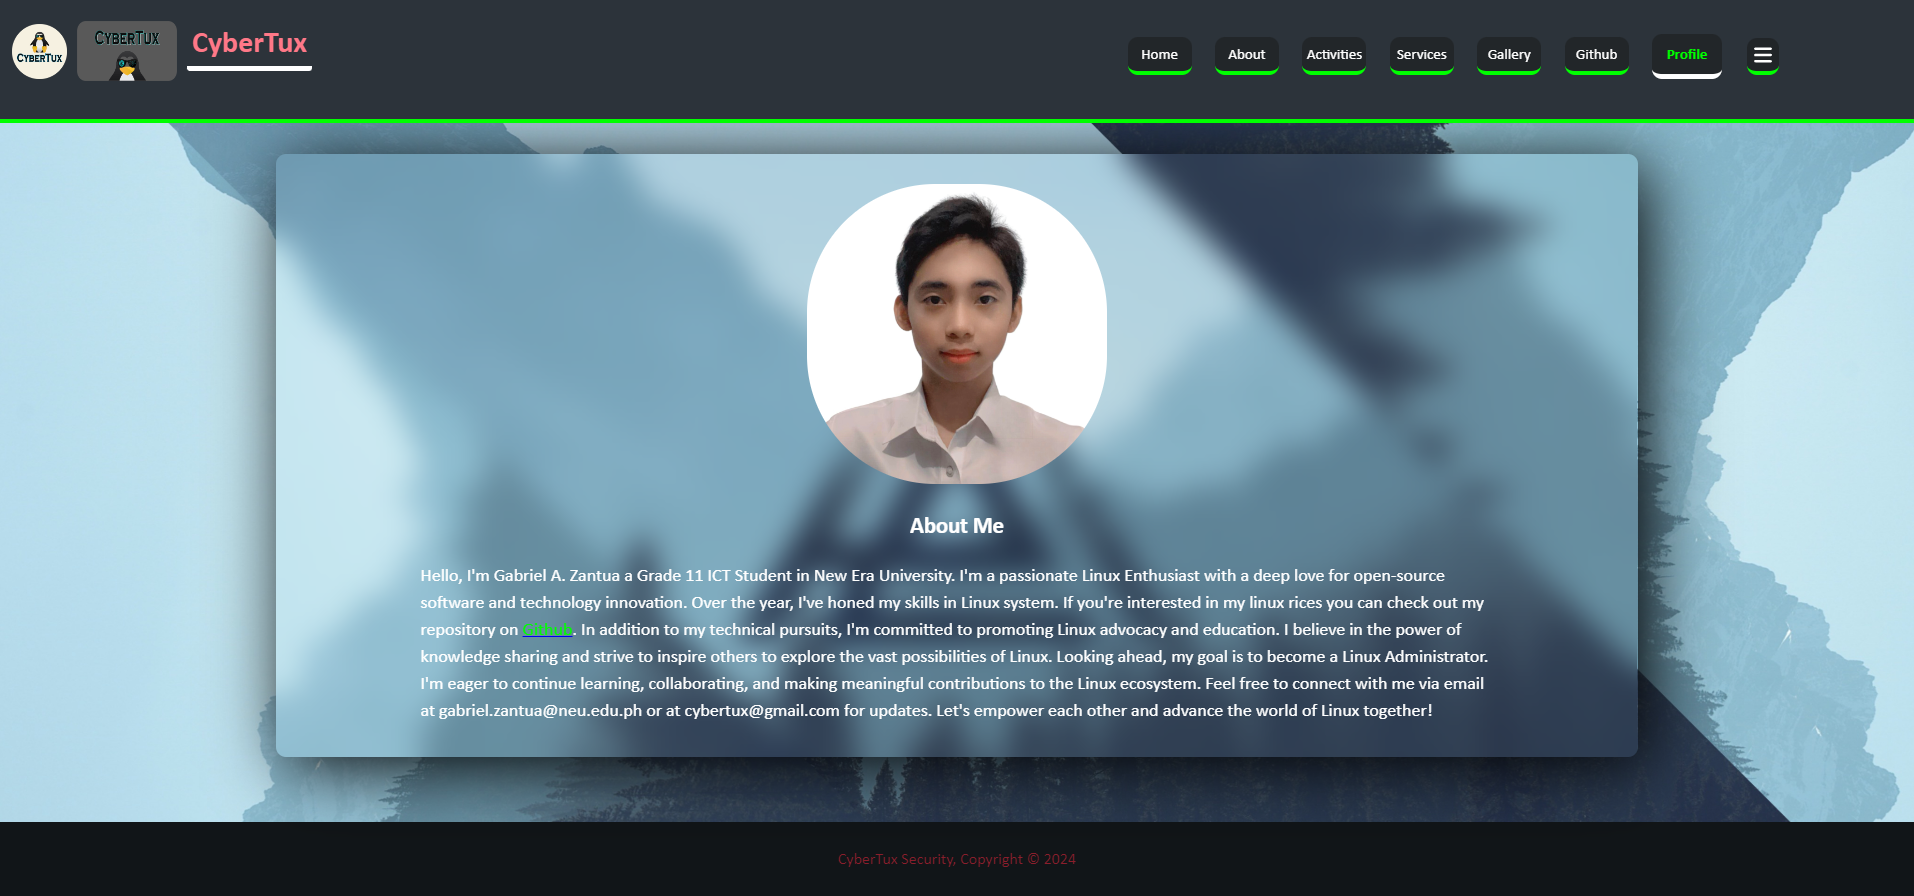 CyberTux
CyberTux
CyberTux
Home
About
Activities
Services
Gallery
Github
Profile
About Me
Hello, I'm Gabriel A. Zantua a Grade 11 ICT Student in New Era University. I'm a passionate Linux Enthusiast with a deep love for open-source
software and technology innovation. Over the year, I've honed my skills in Linux system. If you're interested in my linux rices you can check out my
repository on Github. In addition to my technical pursuits, I'm committed to promoting Linux advocacy and education. I believe in the power of
knowledge sharing and strive to inspire others to explore the vast possibilities of Linux. Looking ahead, my goal is to become a Linux Administrator.
I'm eager to continue learning, collaborating, and making meaningful contributions to the Linux ecosystem. Feel free to connect with me via email
at gabriel.zantua@neu.edu.ph or at cybertux@gmail.com for updates. Let's empower each other and advance the world of Linux together!
CyberTux Security, Copyright © 2024